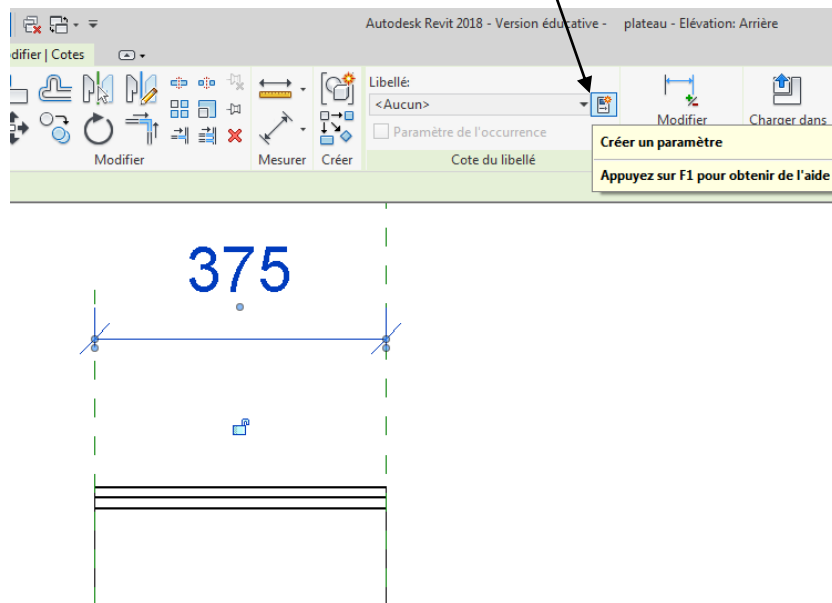 Autodesk Revit 2018 - Version éducative - plateau - Elévation: Arrière
difier | Cotes
Libellé:
<Aucun>
Paramètre de l'occurrence
Modifier
Mesurer
Créer
Cote du libellé
Modifier
Charger dans
Créer un paramètre
Appuyez sur F1 pour obtenir de l'aide
375